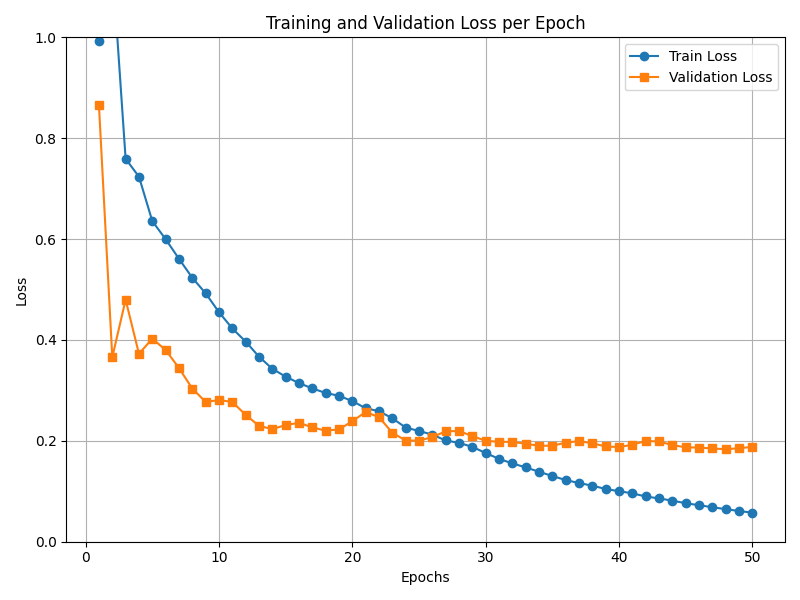 Training and Validation Loss per Epoch
Train Loss
Validation Loss
Loss
1.0
0.8
0.6
0.4
0.2
0.0
0 10 20 30 40 50
Epochs